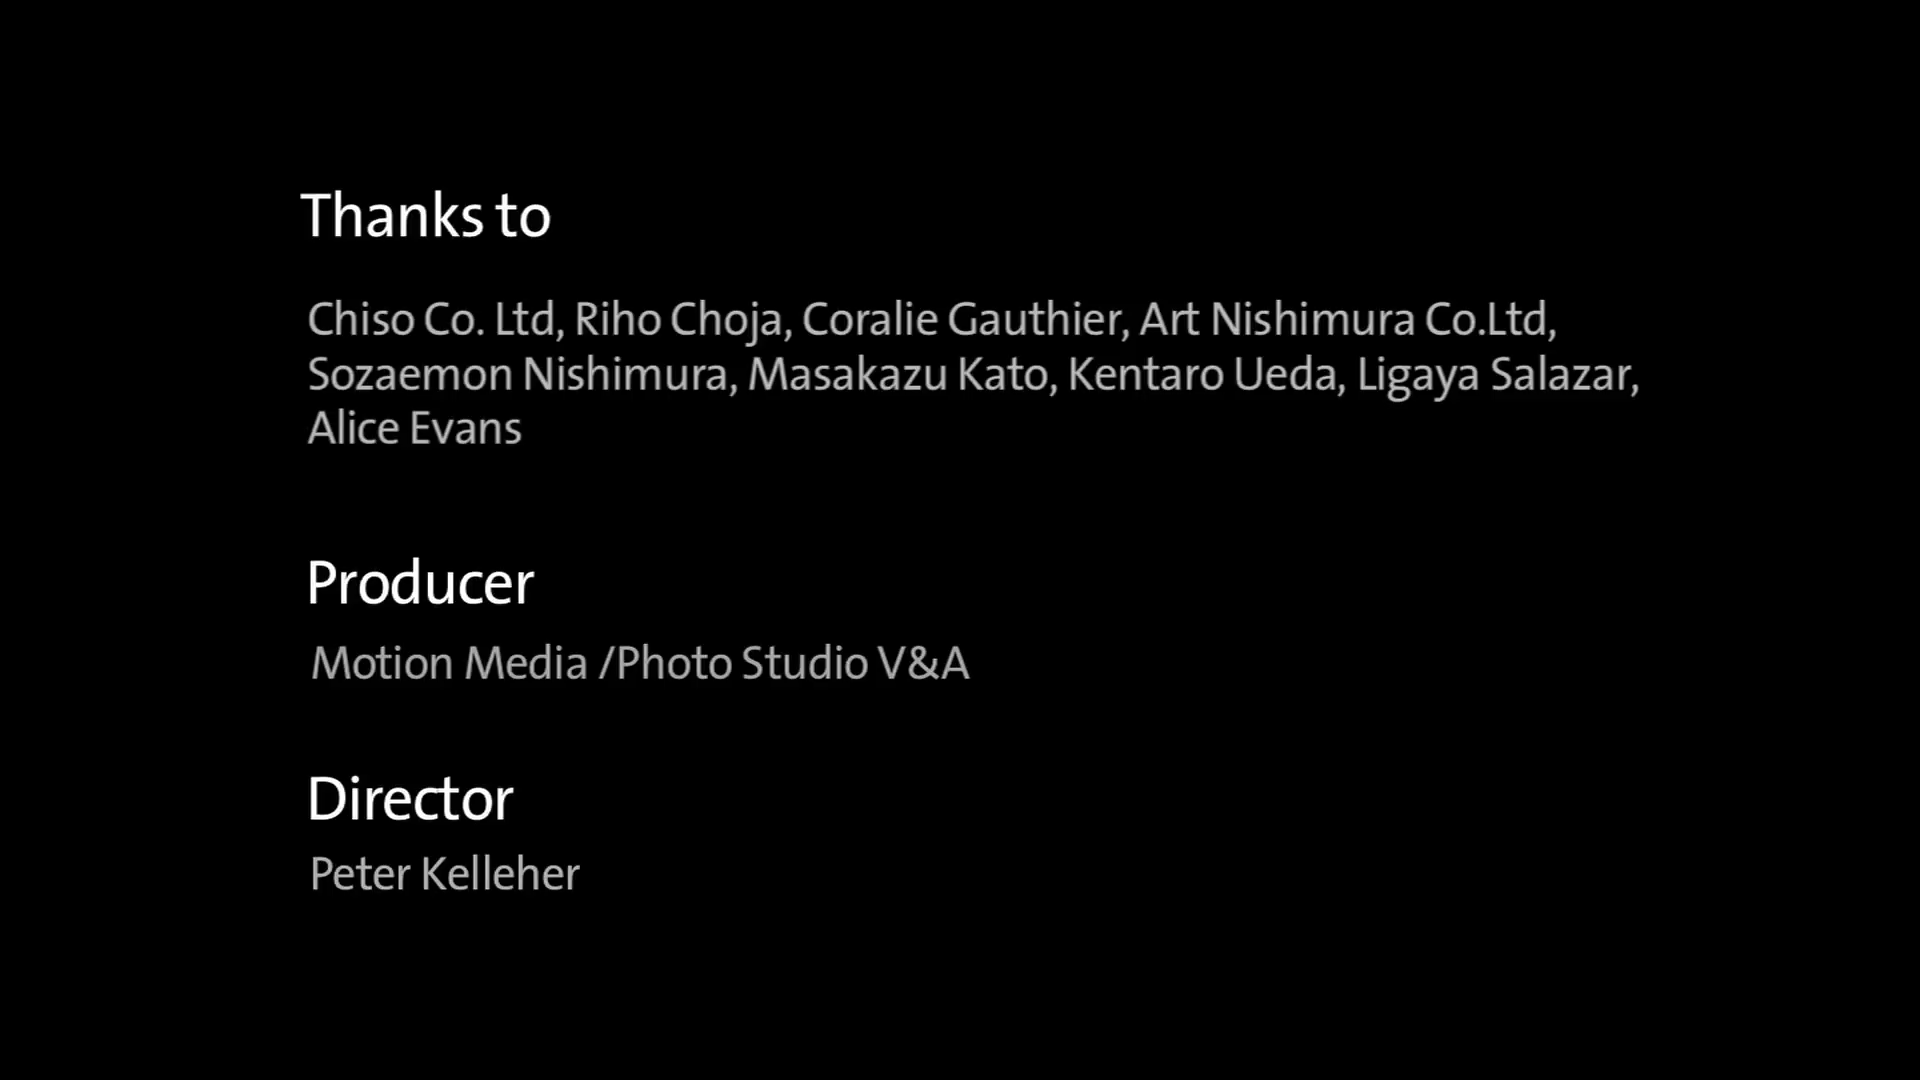 Thanks to
Chiso Co. Ltd, Riho Choja, Coralie Gauthier, Art Nishimura Co.Ltd,
Sozaemon Nishimura, Masakazu Kato, Kentaro Ueda, Ligaya Salazar,
Alice Evans
Producer
Motion Media /Photo Studio V&A
Director
Peter Kelleher